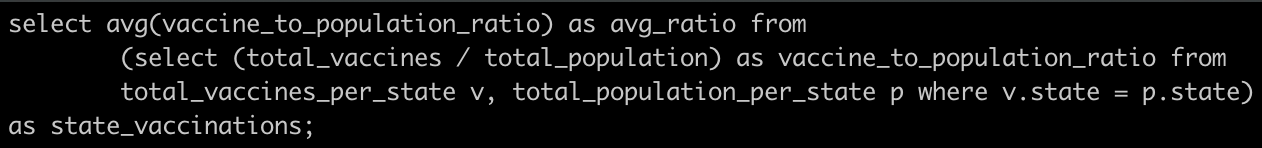 select avg(vaccine_to_population_ratio) as avg_ratio from
        (select (total_vaccines / total_population) as vaccine_to_population_ratio from
        total_vaccines_per_state v, total_population_per_state p where v.state = p.state)
as state_vaccinations;